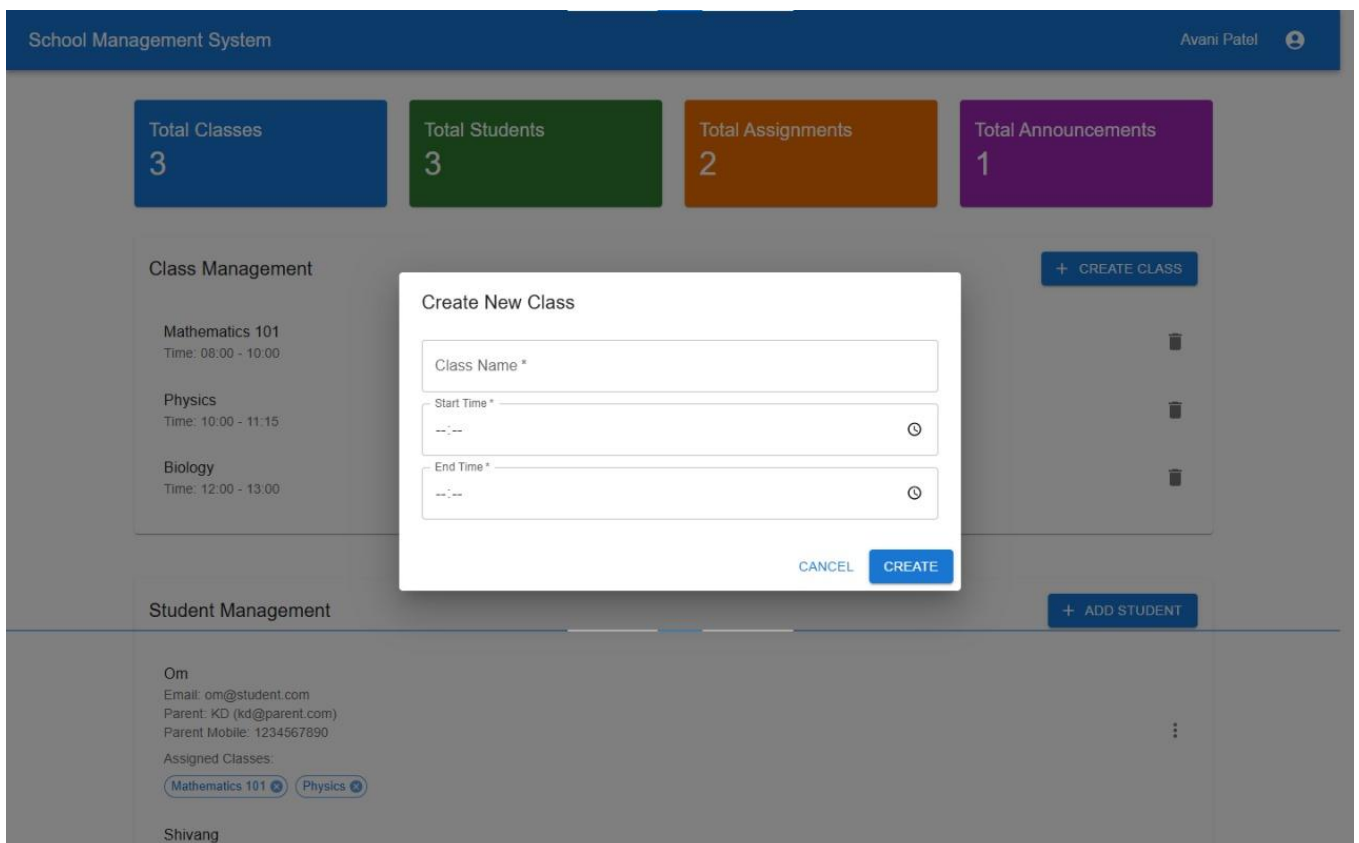 School Management System
Avani Patel
Total Classes
3
Total Students
3
Total Assignments
2
Total Announcements
1
Class Management
+ CREATE CLASS
Mathematics 101
Time: 08:00 - 10:00
Physics
Time: 10:00 - 11:15
Biology
Time: 12:00 - 13:00
Create New Class
Class Name *
Start Time *
--:--
End Time *
--:--
CANCEL
CREATE
Student Management
+ ADD STUDENT
Om
Email: om@student.com
Parent: KD (kd@parent.com)
Parent Mobile: 1234567890
Assigned Classes:
Mathematics 101
Physics
Shivang